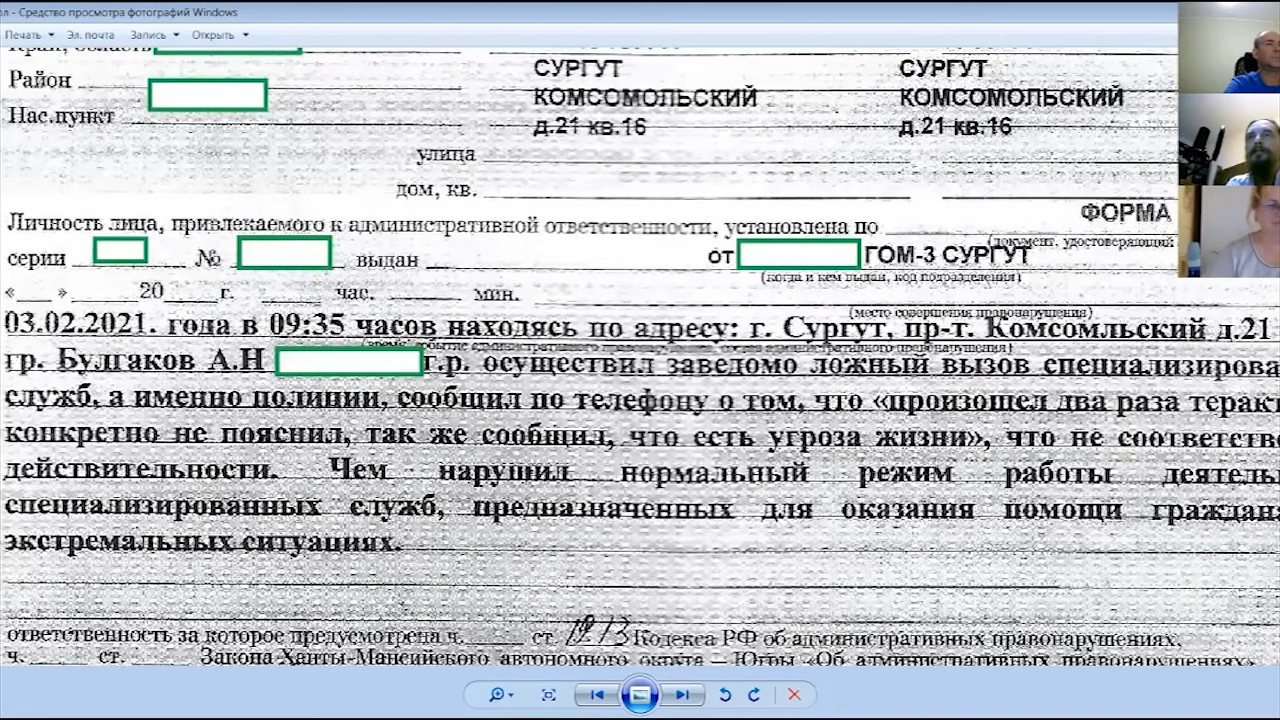 ол - Средство просмотра фотографий Windows
Печать Эл. почта Запись Открыть
Край, область
Район СУРГУТ СУРГУТ
КОМСОМОЛЬСКИЙ КОМСОМОЛЬСКИЙ
Нас.пункт д.21 кв.16 д.21 кв.16
улица
дом, кв.
ФОРМА
Личность лица, привлекаемого к административной ответственности, установлена по
(документ, удостоверяющий
серии № выдан от ГОМ-3 СУРГУТ
(когда и кем выдан, код подразделения)
«___» 20 г. час. мин.
(место совершения правонарушения)
03.02.2021. года в 09:35 часов находясь по адресу: г. Сургут, пр-т. Комсомльский д.21
гр. Булгаков А.Н г.р. осуществил заведомо ложный вызов специализирова
служб, а именно полиции, сообщил по телефону о том, что «произошел два раза теракт
конкретно не пояснил, так же сообщил, что есть угроза жизни», что не соответство
действительности. Чем нарушил нормальный режим работы деятель
специализированных служб, предназначенных для оказания помощи граждана
экстремальных ситуациях.
ответственность за которое предусмотрена ч. ст. 19.13 Кодекса РФ об административных правонарушениях,
ч. ст. Закона Ханты-Мансийского автономного округа – Югры «Об административных правонарушениях»,